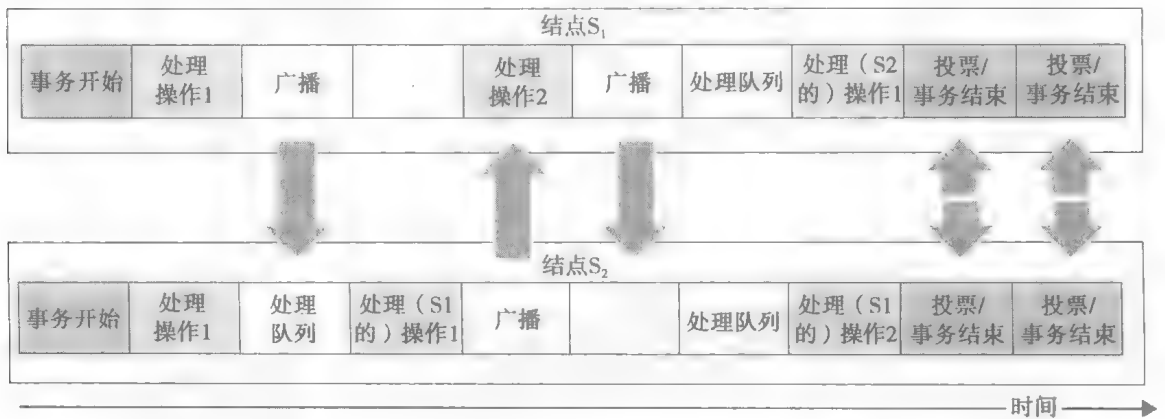 结点S₁
事务开始 处理 操作1 广播 处理 操作2 广播 处理队列 处理（S2 的）操作1 投票/ 事务结束 投票/ 事务结束
结点S₂
事务开始 处理 操作1 处理 队列 处理（S1 的）操作1 广播 处理队列 处理（S1 的）操作2 投票/ 事务结束 投票/ 事务结束
时间